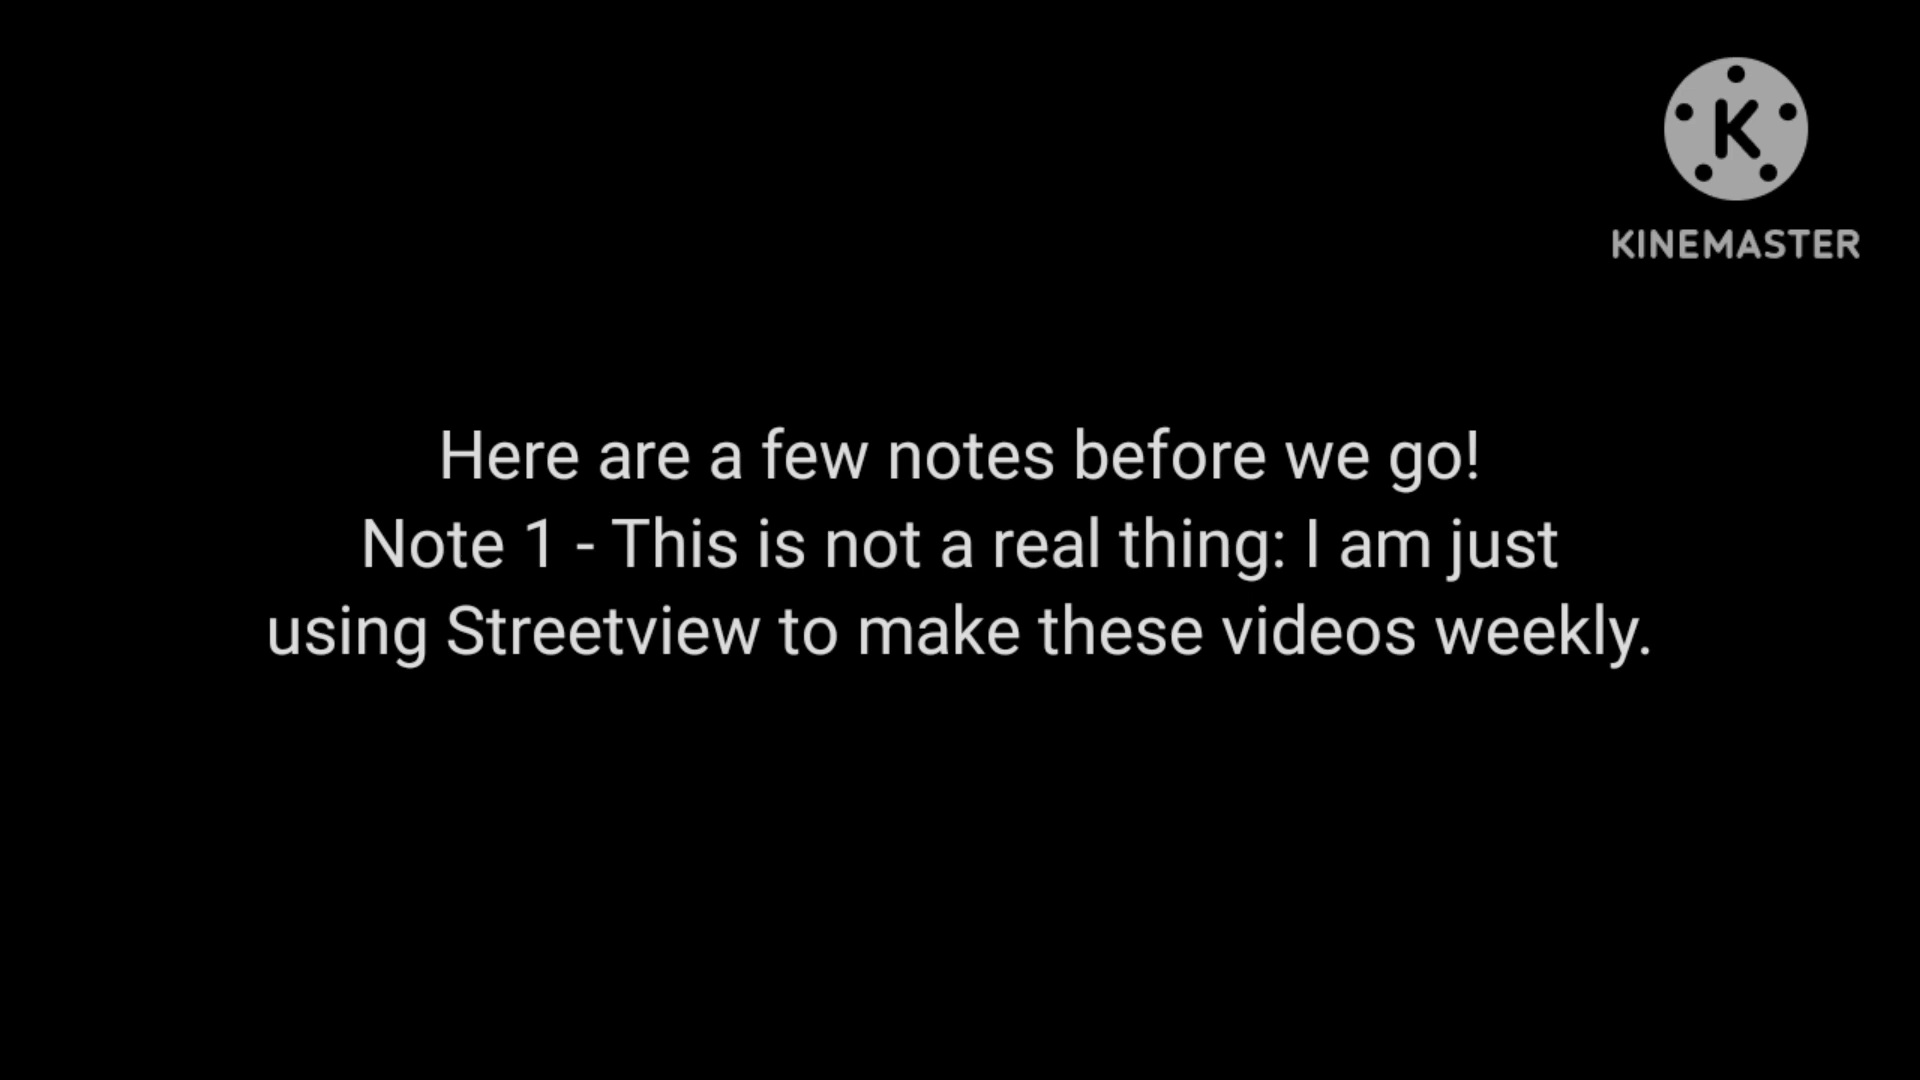 K
KINEMASTER
Here are a few notes before we go!
Note 1 - This is not a real thing: I am just
using Streetview to make these videos weekly.